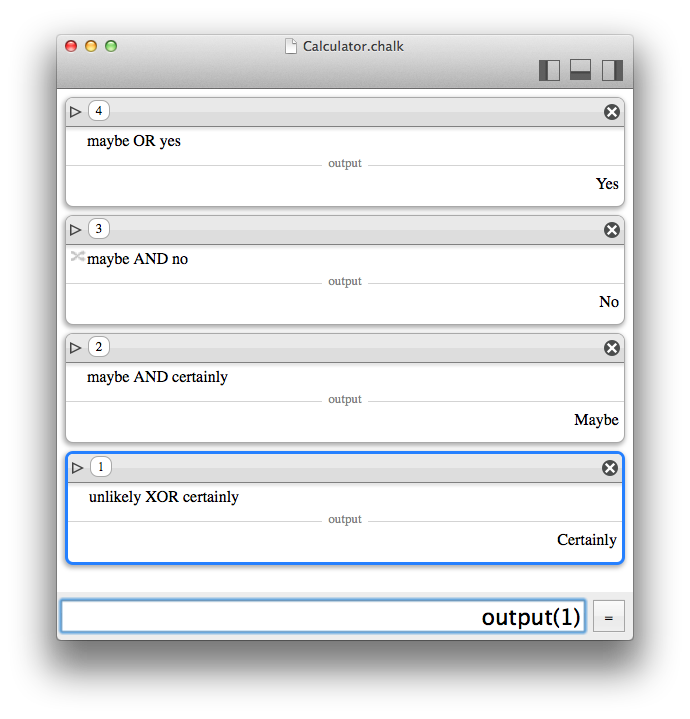 Calculator.chalk
4
maybe OR yes
output
Yes
3
maybe AND no
output
No
2
maybe AND certainly
output
Maybe
1
unlikely XOR certainly
output
Certainly
output(1) =